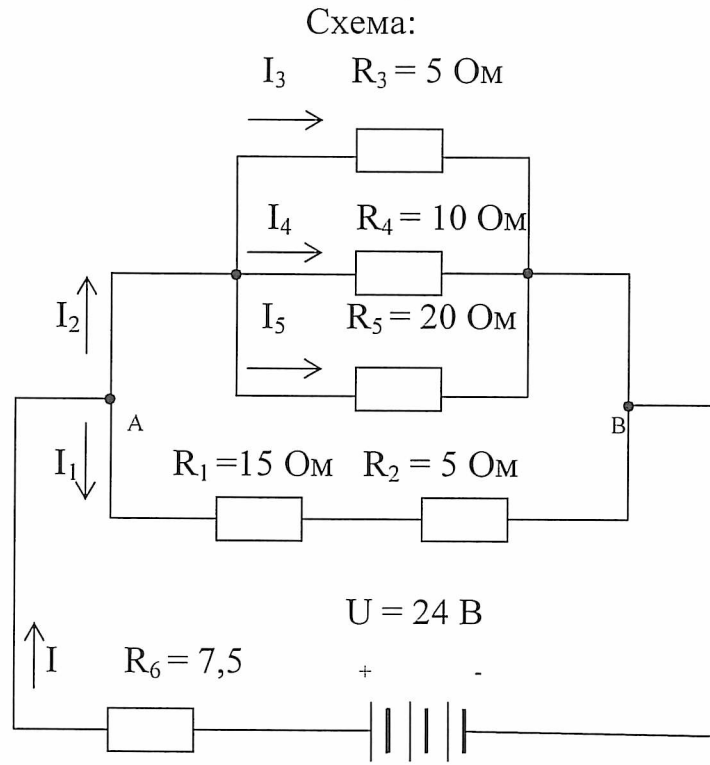 Схема:
I₃ R₃ = 5 Ом
I₄ R₄ = 10 Ом
I₂ I₅ R₅ = 20 Ом
A B
I₁ R₁ =15 Ом R₂ = 5 Ом
U = 24 В
I R₆ = 7,5 + -